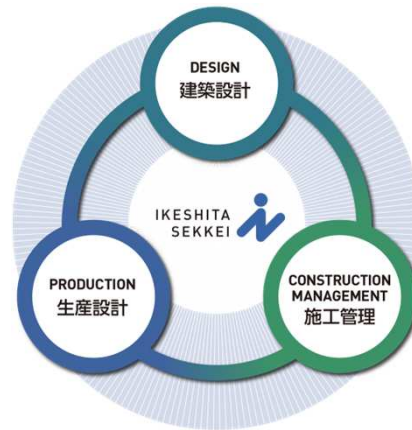 DESIGN
建築設計
IKESHITA
SEKKEI
PRODUCTION
生産設計
CONSTRUCTION
MANAGEMENT
施工管理